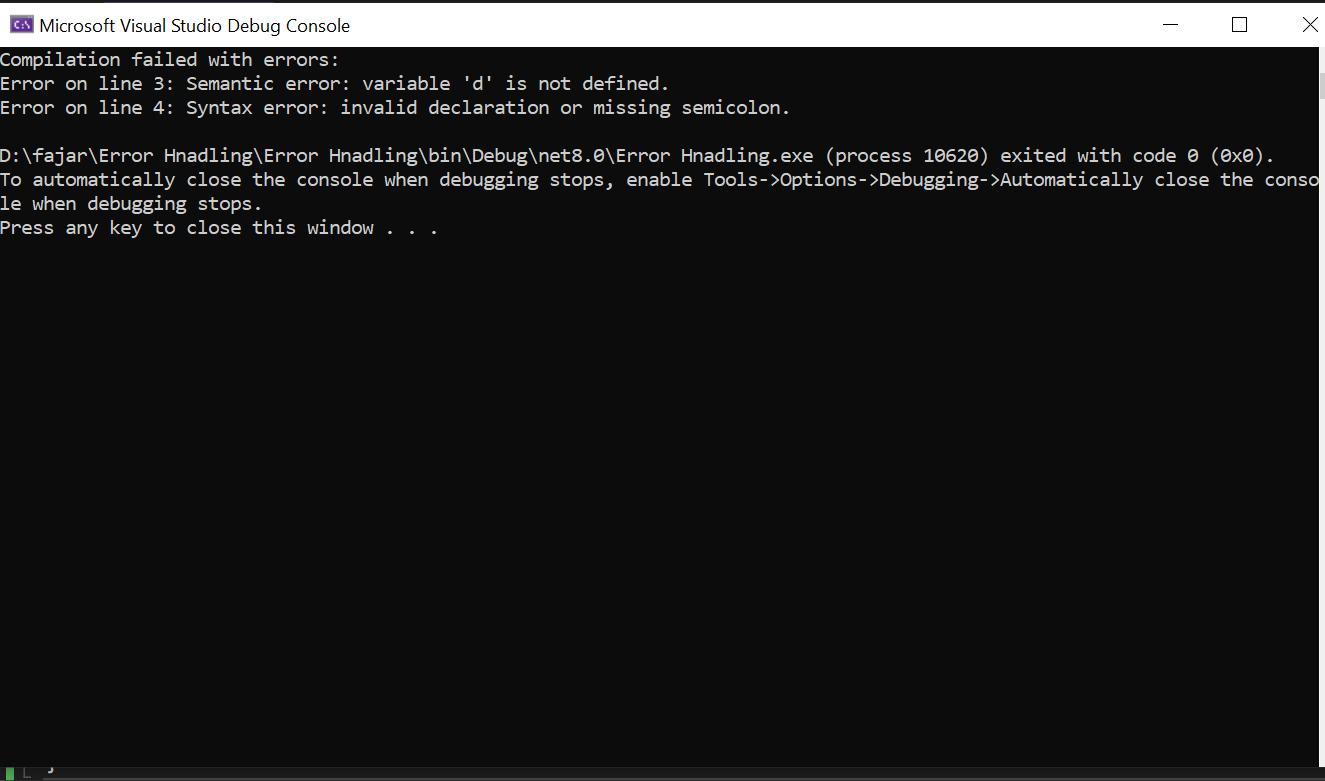 Microsoft Visual Studio Debug Console
Compilation failed with errors:
Error on line 3: Semantic error: variable 'd' is not defined.
Error on line 4: Syntax error: invalid declaration or missing semicolon.
D:\fajar\Error Hnadling\Error Hnadling\bin\Debug\net8.0\Error Hnadling.exe (process 10620) exited with code 0 (0x0).
To automatically close the console when debugging stops, enable Tools->Options->Debugging->Automatically close the conso
le when debugging stops.
Press any key to close this window . . .